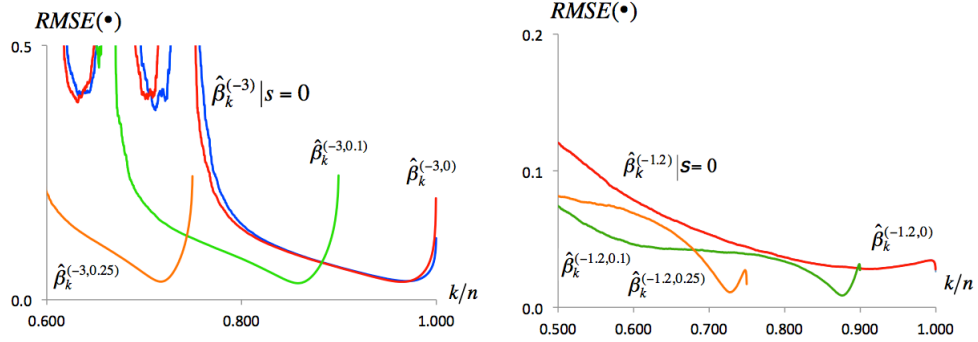 RMSE(•)
0.5
β̂k(−3)|s = 0
β̂k(−3,0.1)
β̂k(−3,0)
β̂k(−3,0.25)
0.0
k/n
0.600
0.800
1.000
RMSE(•)
0.2
β̂k(−1.2)|s= 0
0.1
β̂k(−1.2,0)
β̂k(−1.2,0.1)
β̂k(−1.2,0.25)
0.0
k/n
0.500
0.600
0.700
0.800
0.900
1.000